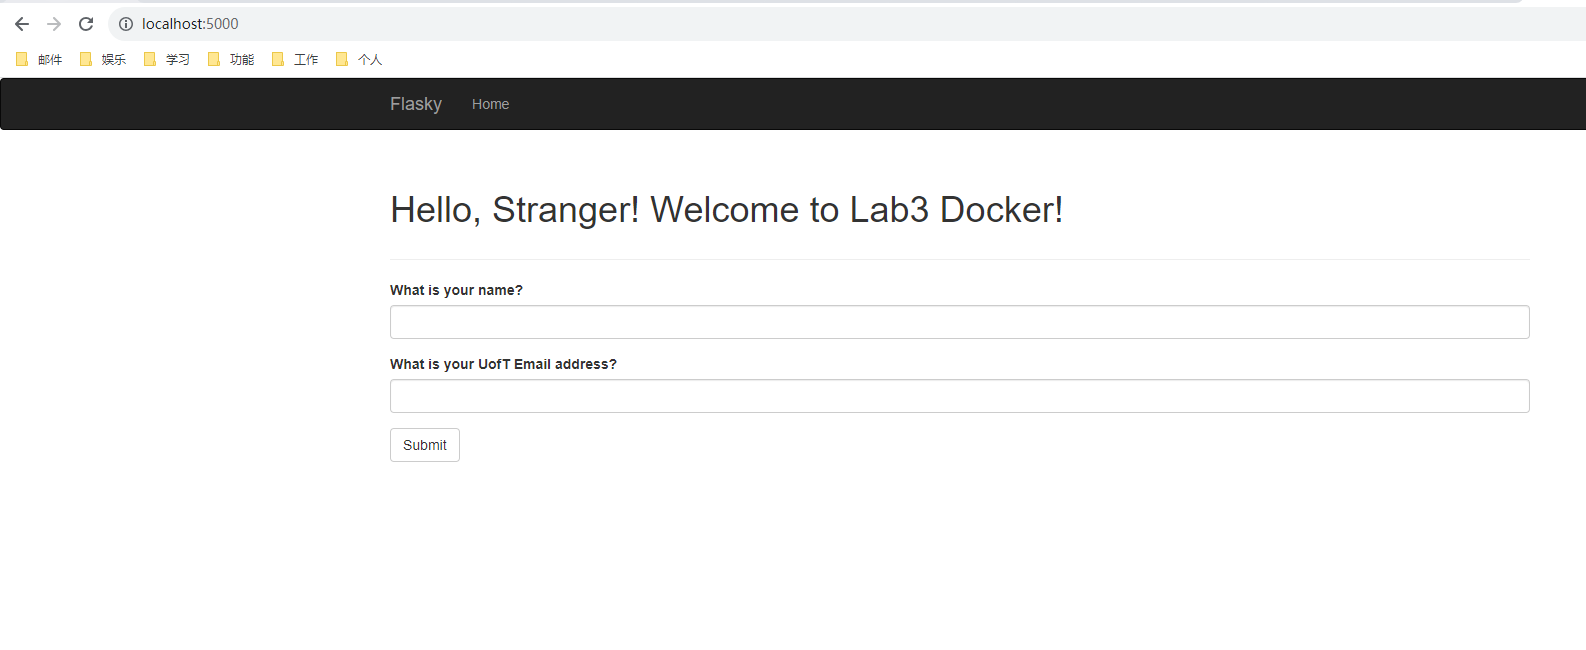 localhost:5000
邮件 娱乐 学习 功能 工作 个人
Flasky Home
Hello, Stranger! Welcome to Lab3 Docker!
What is your name?
What is your UofT Email address?
Submit